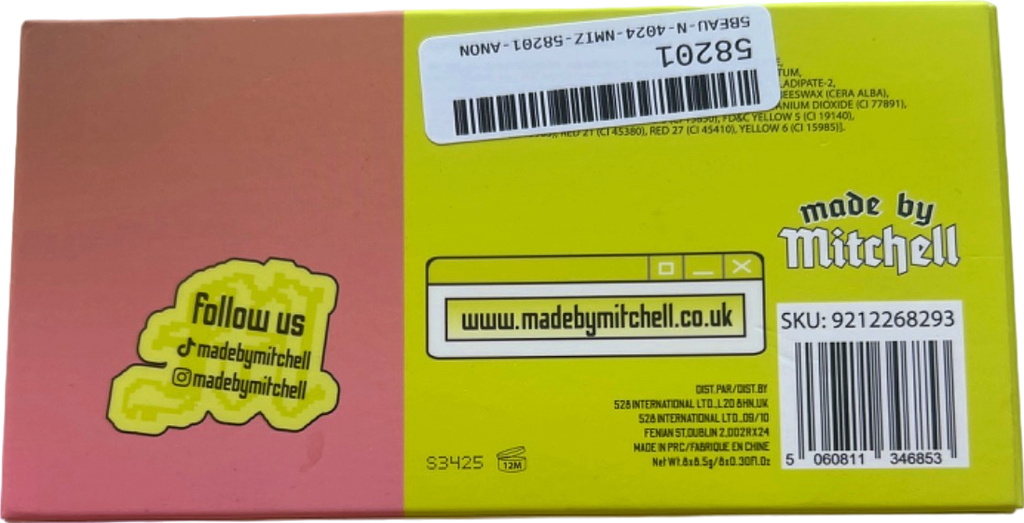 58201
5BEAU-N-4024-NMTZ-58201-ANON
TUM,
ADIPATE-2,
BEESWAX (CERA ALBA),
ANIUM DIOXIDE (CI 77891),
FD&C YELLOW 5 (CI 19140),
RED 21 (CI 45380), RED 27 (CI 45410), YELLOW 6 (CI 15985)].
made by
Mitchell
follow us
madebymitchell
madebymitchell
www.madebymitchell.co.uk
SKU: 9212268293
5 060811 346853
DIST.PAR/DIST.BY
528 INTERNATIONAL LTD.,L20 8HN,UK
528 INTERNATIONAL LTD.,09/10
FENIAN ST,DUBLIN 2,D02RX24
MADE IN PRC/FABRIQUE EN CHINE
Net Wt.8x8.5g/8x0.30fl.Oz
S3425
12M